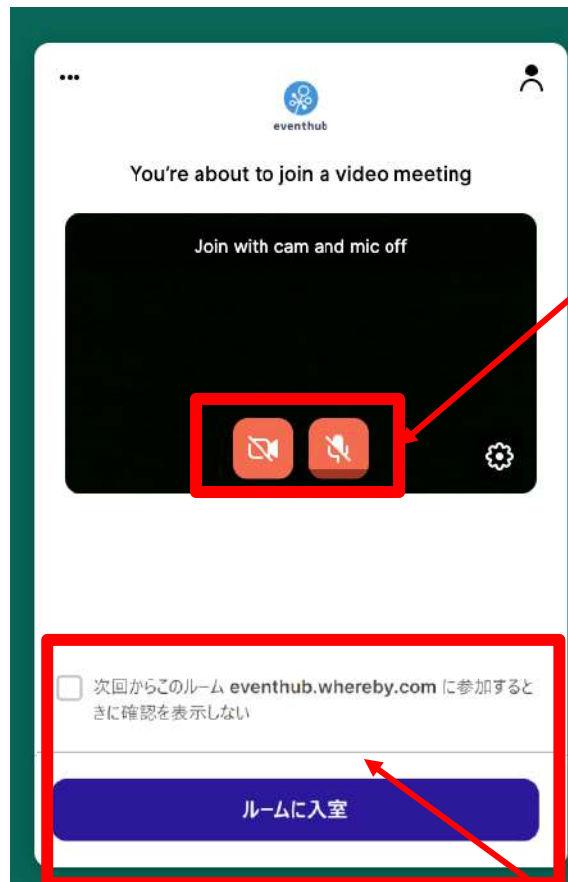 eventhub
You're about to join a video meeting
Join with cam and mic off
次回からこのルーム eventhub.whereby.com に参加すると
きに確認を表示しない
ルームに入室